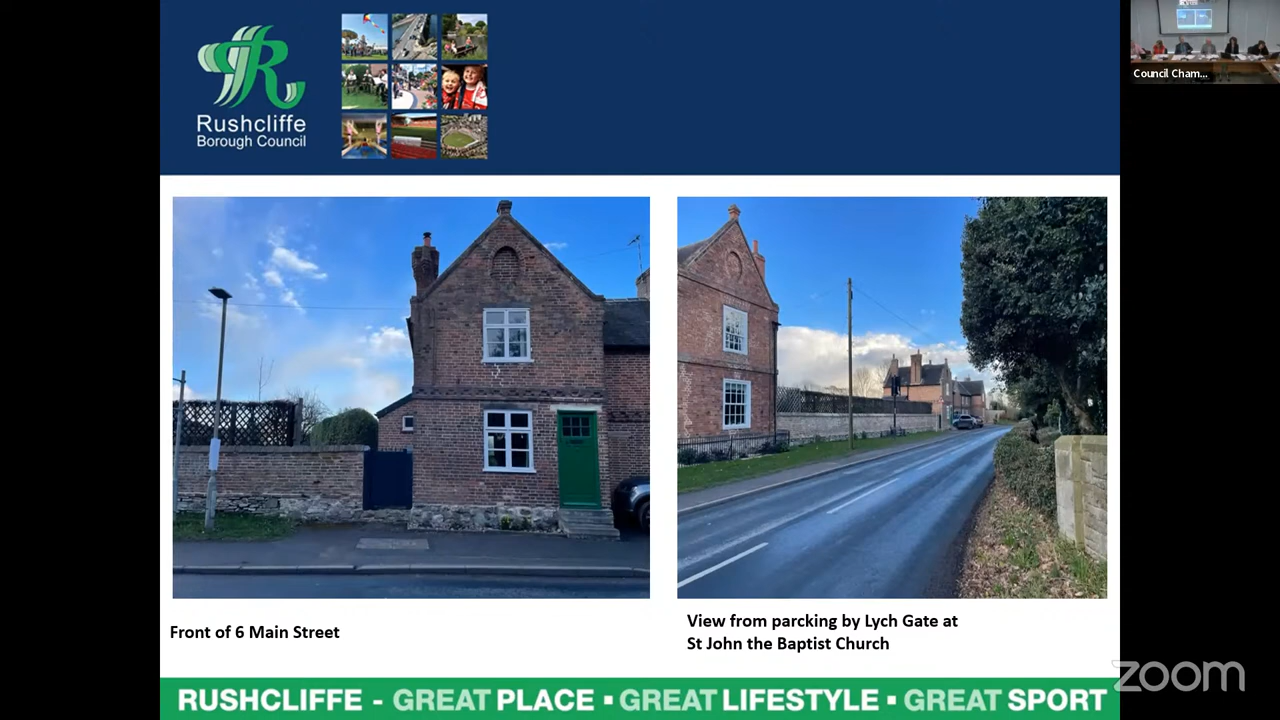 Rushcliffe
Borough Council
Council Cham...
Front of 6 Main Street
View from parcking by Lych Gate at
St John the Baptist Church
RUSHCLIFFE - GREAT PLACE ▪ GREAT LIFESTYLE ▪ GREAT SPORT
zoom